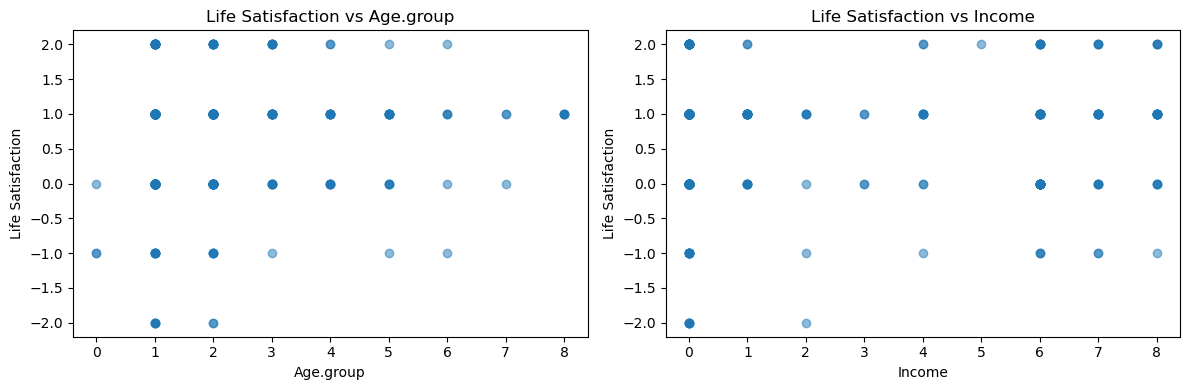 Life Satisfaction vs Age.group
2.0
1.5
1.0
0.5
0.0
−0.5
−1.0
−1.5
−2.0
Life Satisfaction
0 1 2 3 4 5 6 7 8
Age.group
Life Satisfaction vs Income
2.0
1.5
1.0
0.5
0.0
−0.5
−1.0
−1.5
−2.0
Life Satisfaction
0 1 2 3 4 5 6 7 8
Income